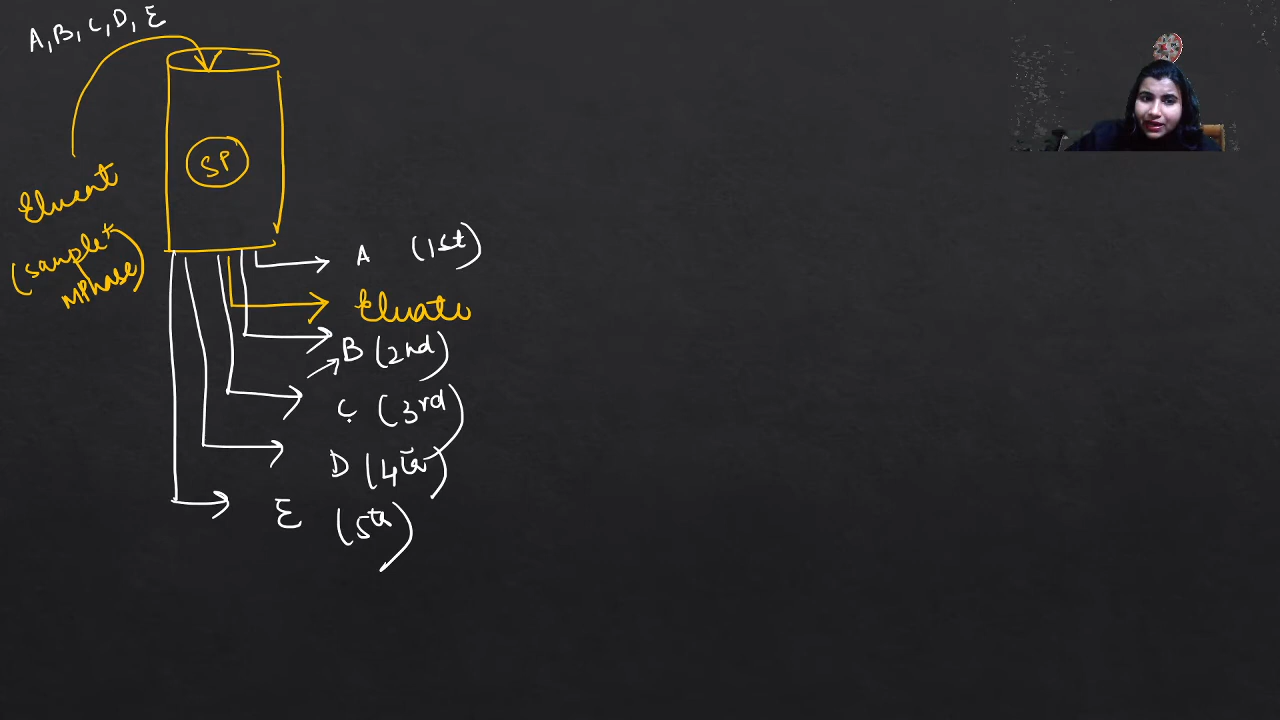 A, B, C, D, E
SP
Eluent
(Sample +
MPhase)
A (1st)
Eluate
B (2nd)
C (3rd)
D (4th)
E (5th)